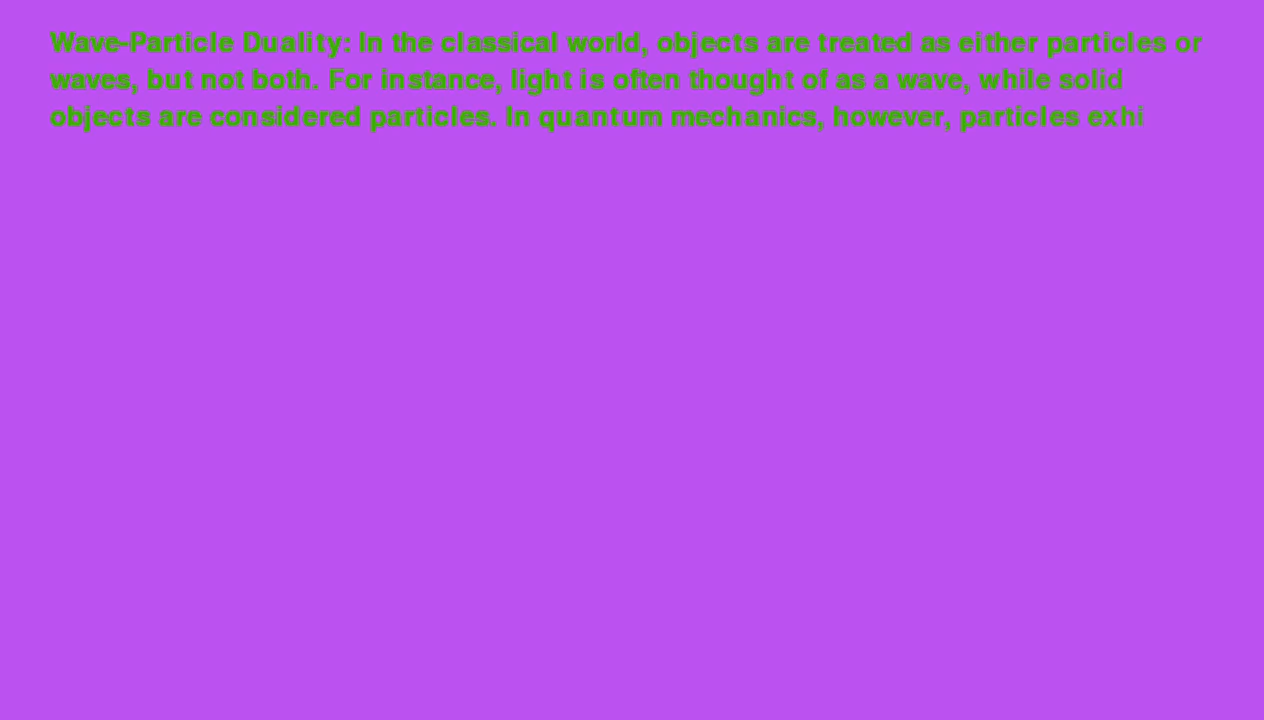 Wave-Particle Duality: In the classical world, objects are treated as either particles or
waves, but not both. For instance, light is often thought of as a wave, while solid
objects are considered particles. In quantum mechanics, however, particles exhi